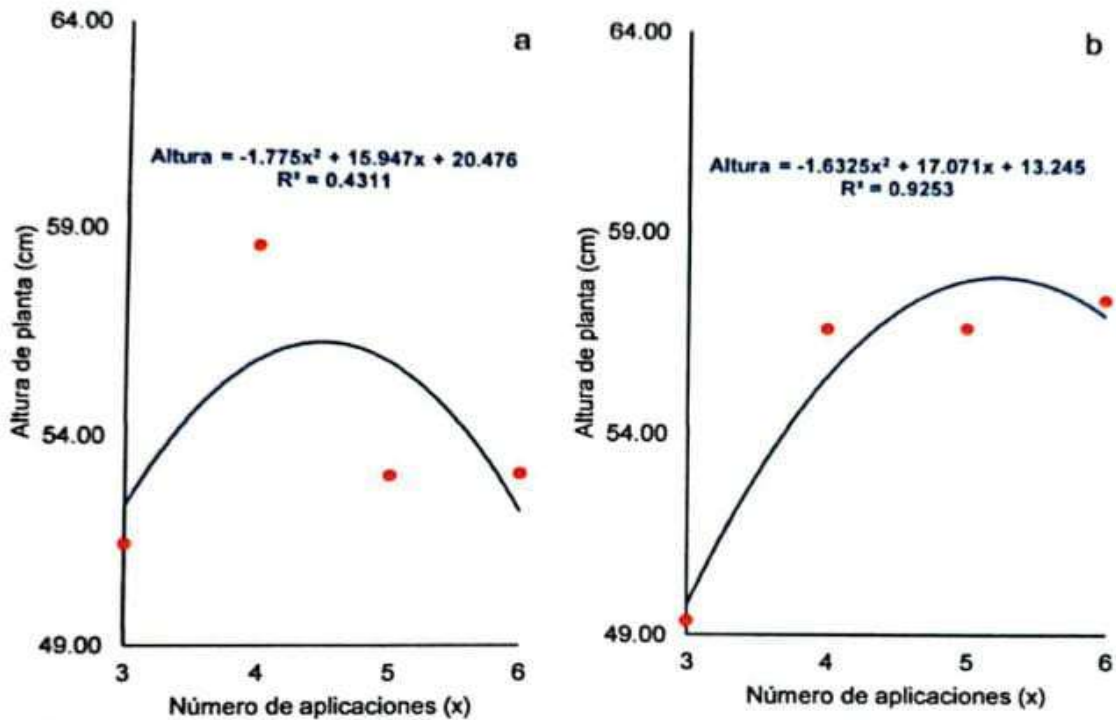 a
64.00
59.00
54.00
49.00
Altura de planta (cm)
Altura = -1.775x² + 15.947x + 20.476
R² = 0.4311
3 4 5 6
Número de aplicaciones (x)
b
64.00
59.00
54.00
49.00
Altura de planta (cm)
Altura = -1.6325x² + 17.071x + 13.245
R² = 0.9253
3 4 5 6
Número de aplicaciones (x)